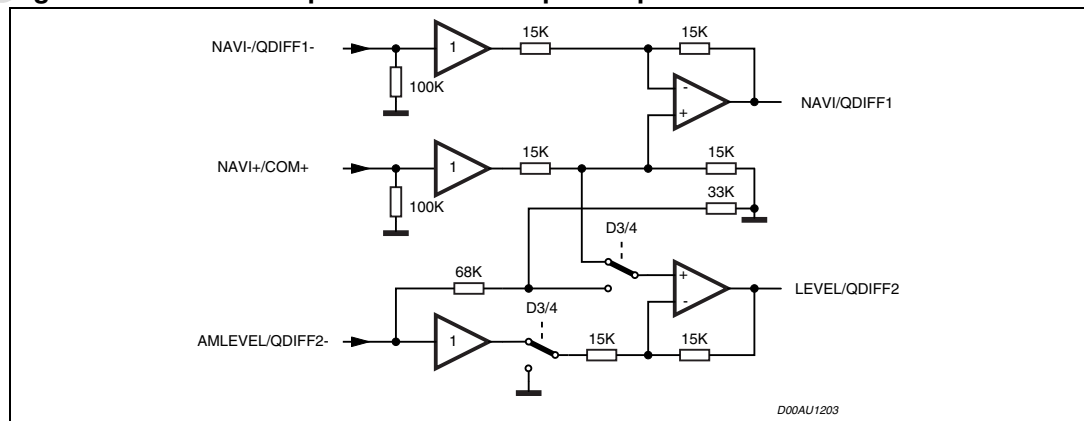 NAVI-/QDIFF1-
1
15K
15K
100K
-
+
NAVI/QDIFF1
NAVI+/COM+
1
15K
15K
100K
33K
D3/4
68K
+
-
LEVEL/QDIFF2
D3/4
AMLEVEL/QDIFF2-
1
15K
15K
D00AU1203